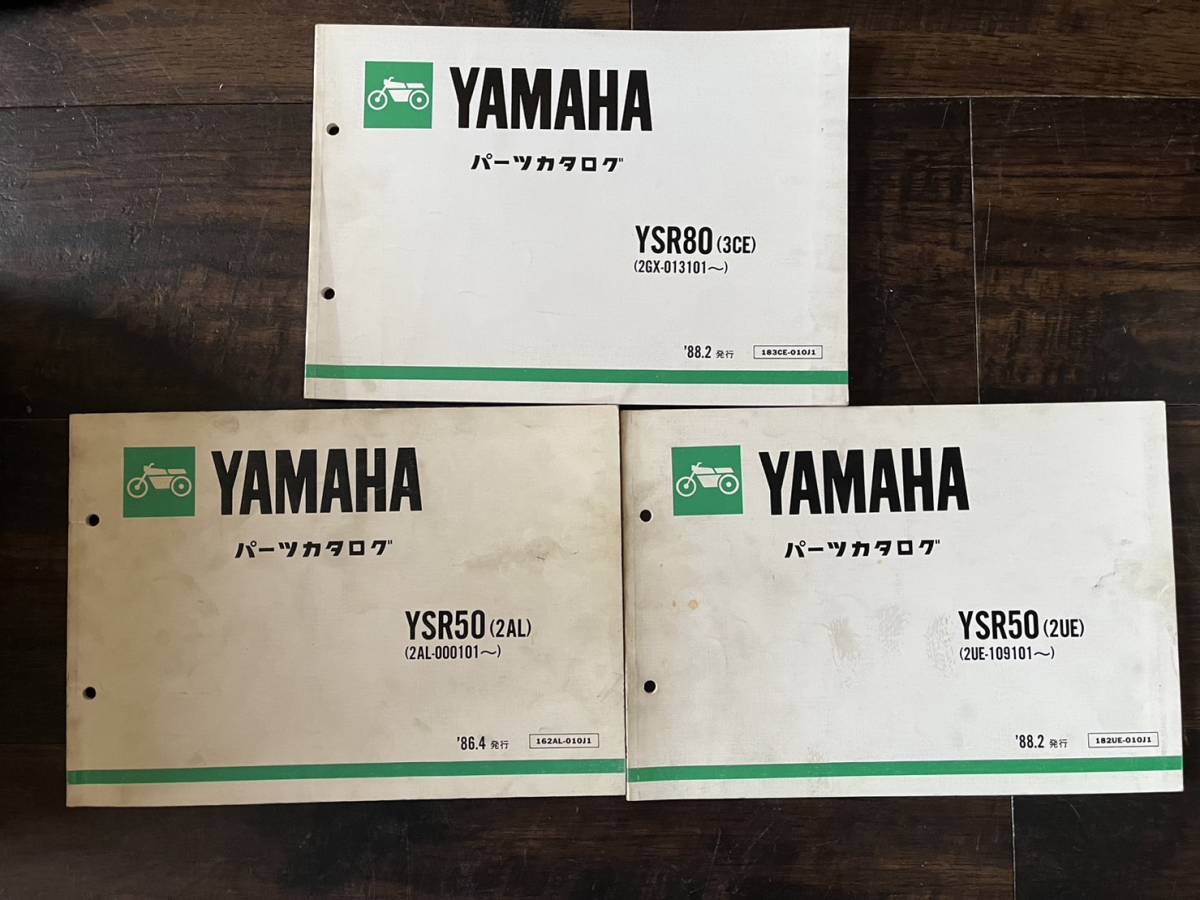 YAMAHA
パーツカタログ
YSR80 (3CE)
(2GX-013101～)
'88.2 発行 183CE-010J1
YAMAHA
パーツカタログ
YSR50 (2AL)
(2AL-000101～)
'86.4 発行 162AL-010J1
YAMAHA
パーツカタログ
YSR50 (2UE)
(2UE-109101～)
'88.2 発行 182UE-010J1